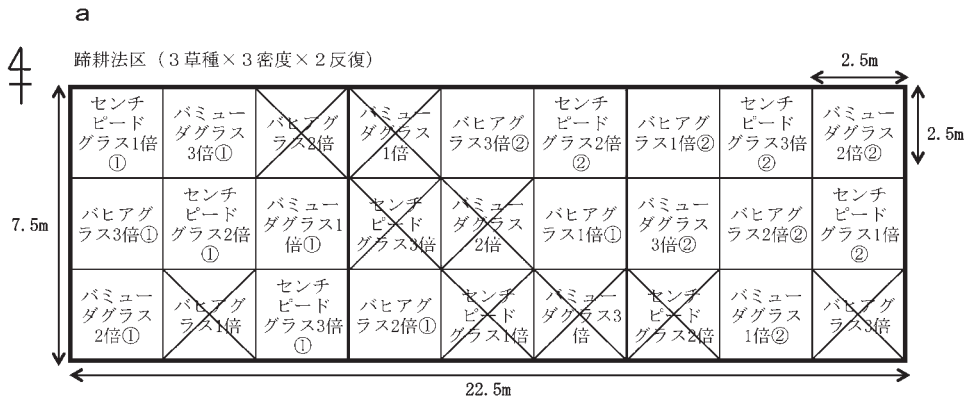 a
蹄耕法区（３草種×３密度×２反復）
2.5m
センチ
ピード
グラス1倍
①
バミュー
ダグラス
3倍①
バヒアグ
ラス2倍
バミュー
ダグラス
1倍
バヒアグ
ラス3倍②
センチ
ピード
グラス2倍
②
バヒアグ
ラス1倍②
センチ
ピード
グラス3倍
②
バミュー
ダグラス
2倍②
2.5m
7.5m
バヒアグ
ラス3倍①
センチ
ピード
グラス2倍
①
バミュー
ダグラス1
倍①
センチ
ピード
グラス3倍
バミュー
ダグラス
2倍
バヒアグ
ラス1倍①
バミュー
ダグラス
3倍②
バヒアグ
ラス2倍②
センチ
ピード
グラス1倍
②
バミュー
ダグラス
2倍①
バヒアグ
ラス1倍
センチ
ピード
グラス3倍
①
バヒアグ
ラス2倍①
センチ
ピード
グラス1倍
バミュー
ダグラス3
倍
センチ
ピード
グラス2倍
バミュー
ダグラス
1倍②
バヒアグ
ラス3倍
22.5m